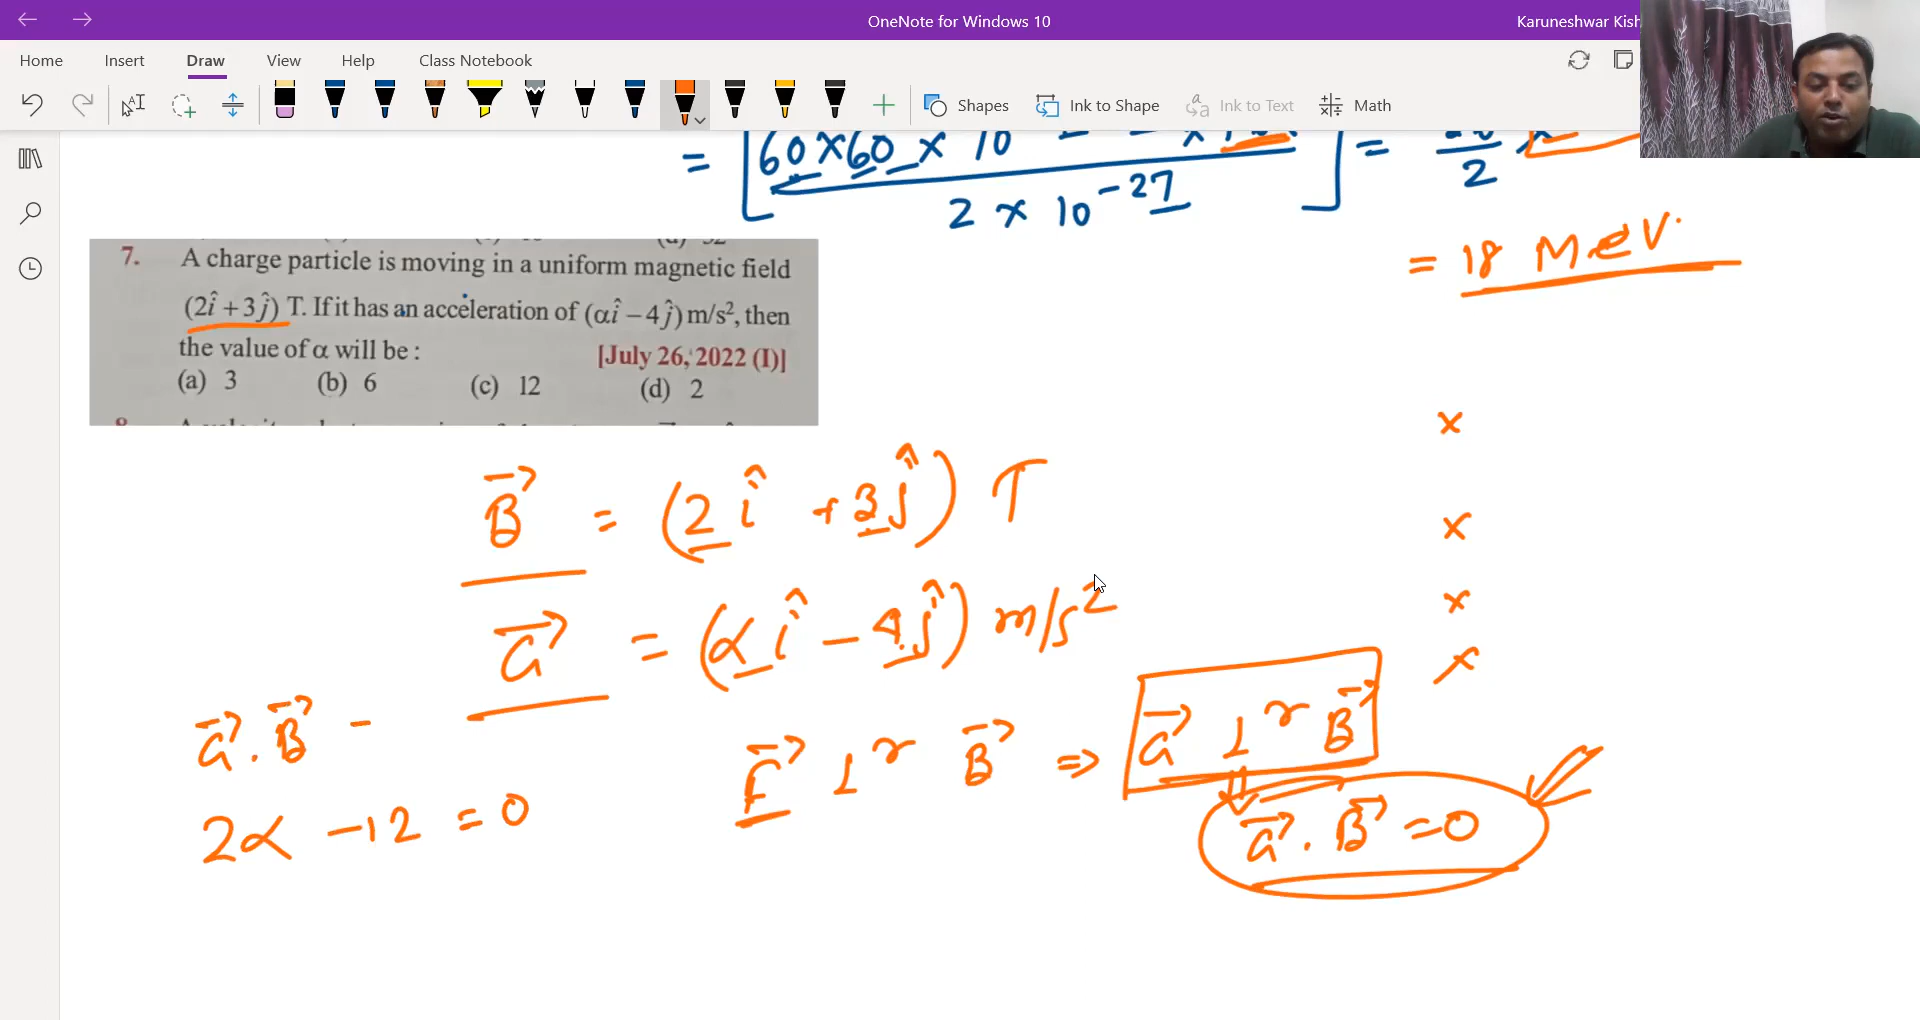 OneNote for Windows 10
Karuneshwar Kish
Home Insert Draw View Help Class Notebook
Shapes Ink to Shape Ink to Text Math
= [60 × 60 × 10
2 × 10⁻²⁷] =
2
= 18 MeV.
7. A charge particle is moving in a uniform magnetic field
(2î + 3ĵ) T. If it has an acceleration of (αî − 4ĵ) m/s², then
the value of α will be :
[July 26, 2022 (I)]
(a) 3 (b) 6 (c) 12 (d) 2
B⃗ = (2î + 3ĵ) T
a⃗ = (αî − 4ĵ) m/s²
a⃗ . B⃗ −
F⃗ ⊥ʳ B⃗ ⇒ a⃗ ⊥ʳ B⃗
2α − 12 = 0
a⃗ . B⃗ = 0
×
×
×
×